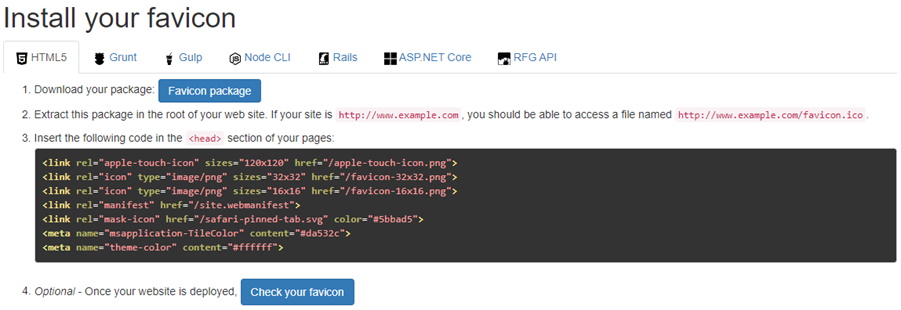 Install your favicon
HTML5 Grunt Gulp Node CLI Rails ASP.NET Core RFG API
1. Download your package: Favicon package
2. Extract this package in the root of your web site. If your site is http://www.example.com, you should be able to access a file named http://www.example.com/favicon.ico.
3. Insert the following code in the <head> section of your pages:
<link rel="apple-touch-icon" sizes="120x120" href="/apple-touch-icon.png">
<link rel="icon" type="image/png" sizes="32x32" href="/favicon-32x32.png">
<link rel="icon" type="image/png" sizes="16x16" href="/favicon-16x16.png">
<link rel="manifest" href="/site.webmanifest">
<link rel="mask-icon" href="/safari-pinned-tab.svg" color="#5bbad5">
<meta name="msapplication-TileColor" content="#da532c">
<meta name="theme-color" content="#ffffff">
4. Optional - Once your website is deployed, Check your favicon